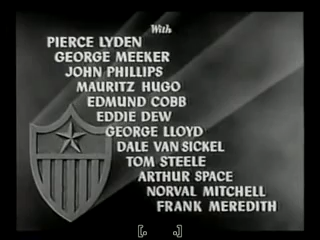 With
PIERCE LYDEN
GEORGE MEEKER
JOHN PHILLIPS
MAURITZ HUGO
EDMUND COBB
EDDIE DEW
GEORGE LLOYD
DALE VAN SICKEL
TOM STEELE
ARTHUR SPACE
NORVAL MITCHELL
FRANK MEREDITH
[. .]